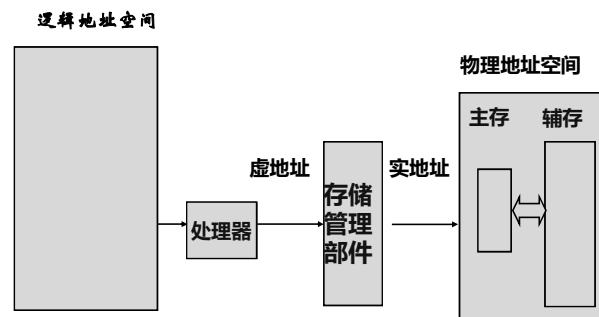 逻辑地址空间
物理地址空间
主存
辅存
虚地址
实地址
存储
管理
部件
处理器